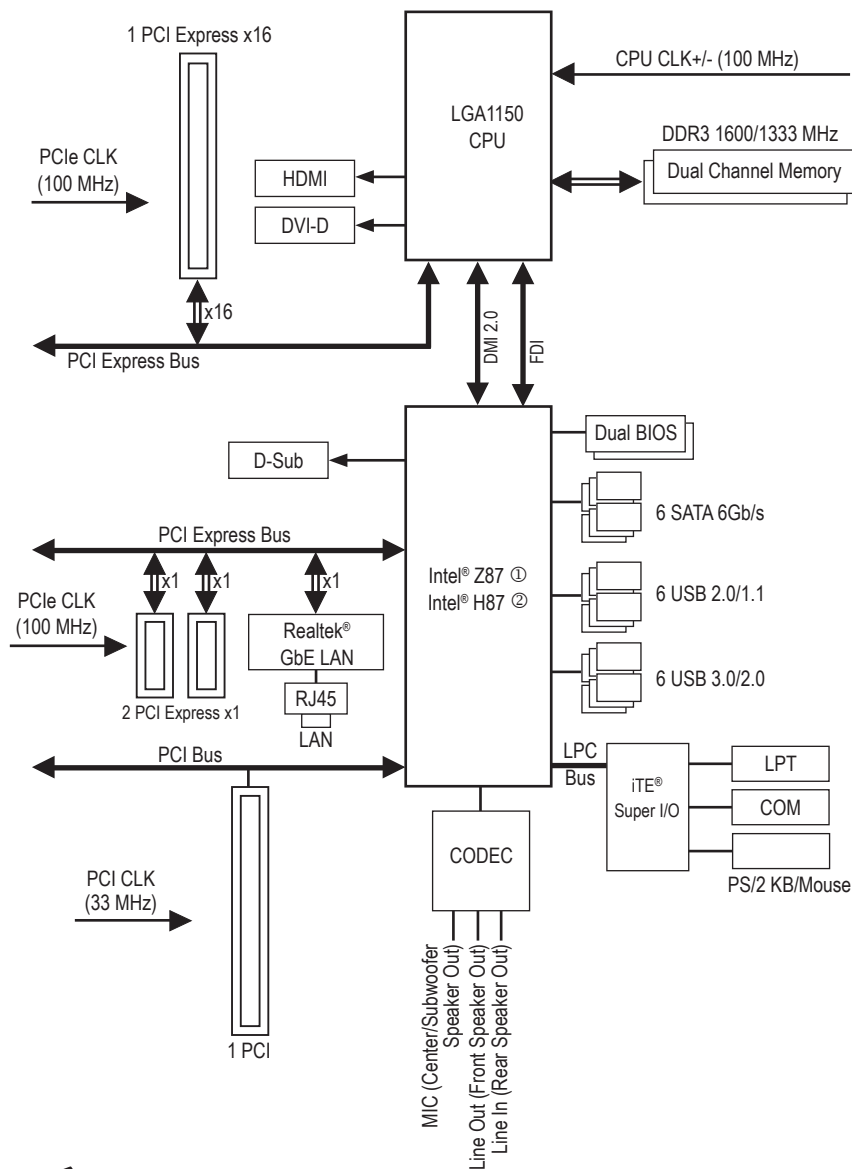 1 PCI Express x16
CPU CLK+/- (100 MHz)
LGA1150
CPU
DDR3 1600/1333 MHz
Dual Channel Memory
PCIe CLK
(100 MHz)
HDMI
DVI-D
x16
PCI Express Bus
DMI 2.0
FDI
Dual BIOS
D-Sub
6 SATA 6Gb/s
PCI Express Bus
x1
x1
x1
Intel® Z87 ①
Intel® H87 ②
6 USB 2.0/1.1
PCIe CLK
(100 MHz)
Realtek®
GbE LAN
6 USB 3.0/2.0
RJ45
2 PCI Express x1
LAN
PCI Bus
LPC
Bus
iTE®
Super I/O
LPT
COM
PS/2 KB/Mouse
CODEC
PCI CLK
(33 MHz)
MIC (Center/Subwoofer
Speaker Out)
Line Out (Front Speaker Out)
Line In (Rear Speaker Out)
1 PCI